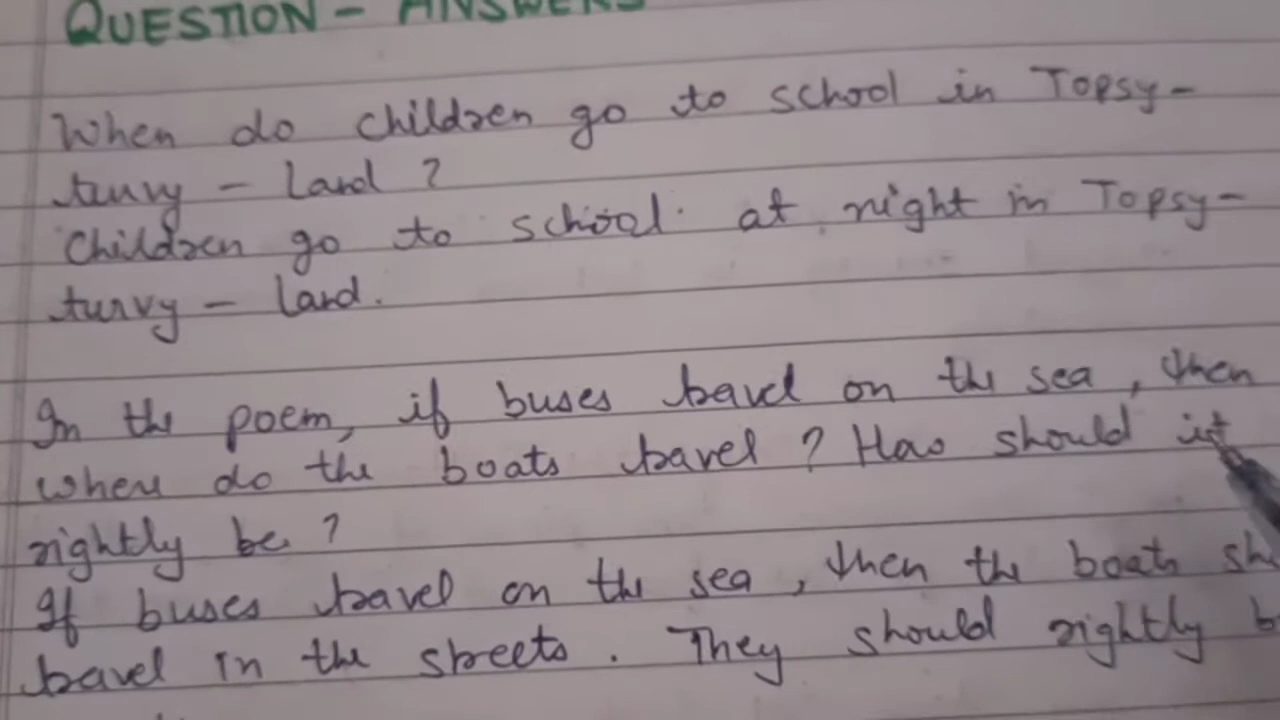 QUESTION - ANSWERS
When do children go to school in Topsy-
turvy - Land ?
Children go to school at night in Topsy-
turvy - land.
In the poem, if buses travel on the sea, then
where do the boats travel ? How should it
rightly be ?
If buses travel on the sea, then the boats
travel in the streets. They should rightly